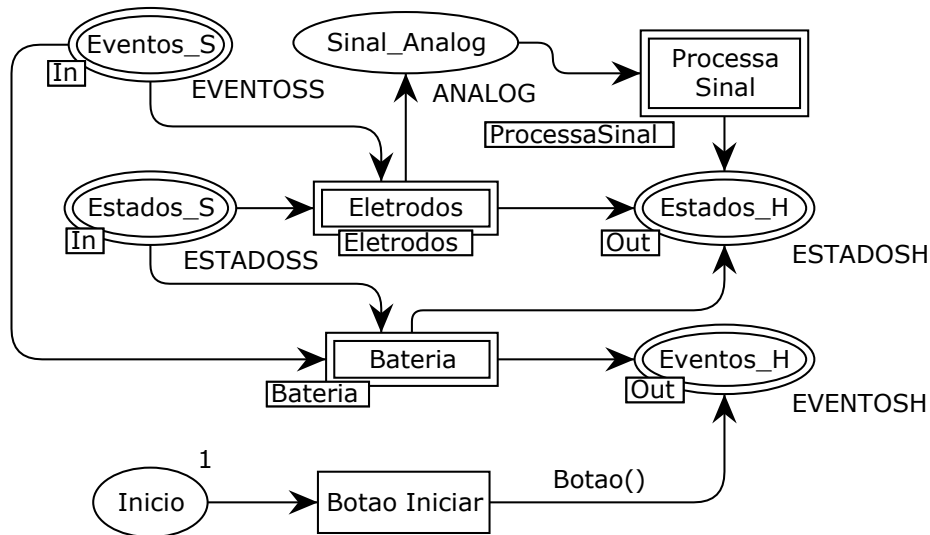 Eventos_S
In
EVENTOSS
Sinal_Analog
ANALOG
Processa
Sinal
ProcessaSinal
Estados_S
In
ESTADOSS
Eletrodos
Eletrodos
Estados_H
Out
ESTADOSH
Bateria
Bateria
Eventos_H
Out
EVENTOSH
1
Inicio
Botao Iniciar
Botao()